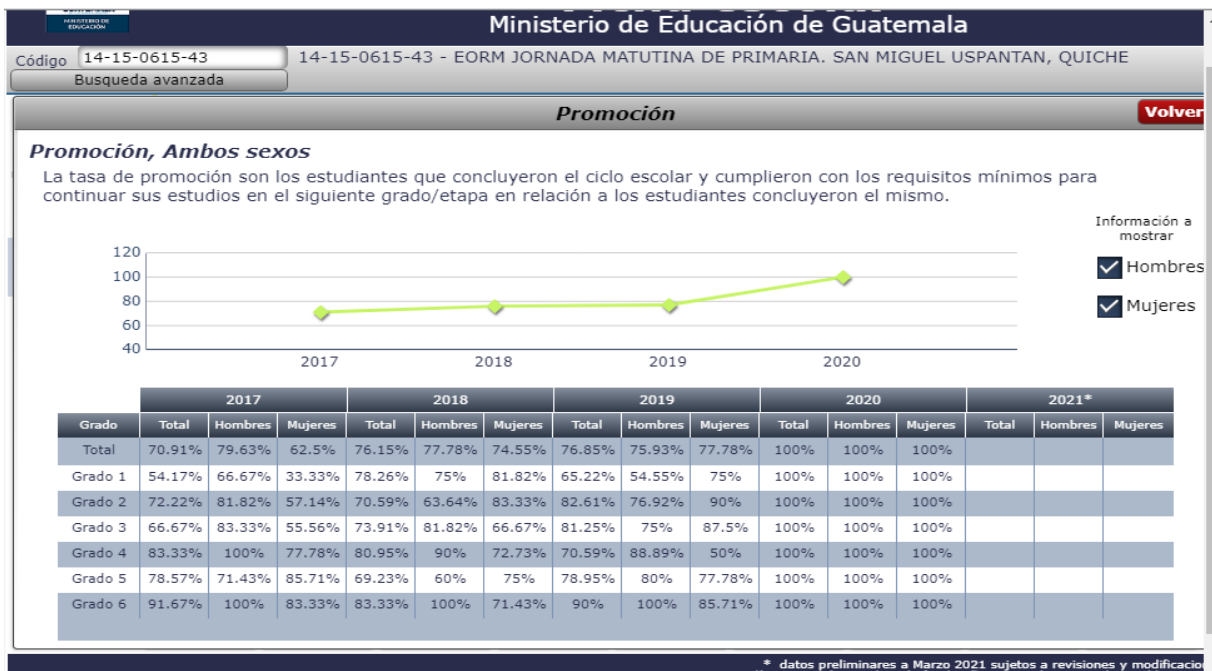 MINISTERIO DE
EDUCACIÓN
Ministerio de Educación de Guatemala
Código 14-15-0615-43 14-15-0615-43 - EORM JORNADA MATUTINA DE PRIMARIA. SAN MIGUEL USPANTAN, QUICHE
Busqueda avanzada
Promoción Volver
Promoción, Ambos sexos
La tasa de promoción son los estudiantes que concluyeron el ciclo escolar y cumplieron con los requisitos mínimos para
continuar sus estudios en el siguiente grado/etapa en relación a los estudiantes concluyeron el mismo.
Información a
mostrar
Hombres
Mujeres
120
100
80
60
40
2017 2018 2019 2020
2017 2018 2019 2020 2021*
Grado Total Hombres Mujeres Total Hombres Mujeres Total Hombres Mujeres Total Hombres Mujeres Total Hombres Mujeres
Total 70.91% 79.63% 62.5% 76.15% 77.78% 74.55% 76.85% 75.93% 77.78% 100% 100% 100%
Grado 1 54.17% 66.67% 33.33% 78.26% 75% 81.82% 65.22% 54.55% 75% 100% 100% 100%
Grado 2 72.22% 81.82% 57.14% 70.59% 63.64% 83.33% 82.61% 76.92% 90% 100% 100% 100%
Grado 3 66.67% 83.33% 55.56% 73.91% 81.82% 66.67% 81.25% 75% 87.5% 100% 100% 100%
Grado 4 83.33% 100% 77.78% 80.95% 90% 72.73% 70.59% 88.89% 50% 100% 100% 100%
Grado 5 78.57% 71.43% 85.71% 69.23% 60% 75% 78.95% 80% 77.78% 100% 100% 100%
Grado 6 91.67% 100% 83.33% 83.33% 100% 71.43% 90% 100% 85.71% 100% 100% 100%
* datos preliminares a Marzo 2021 sujetos a revisiones y modificacio